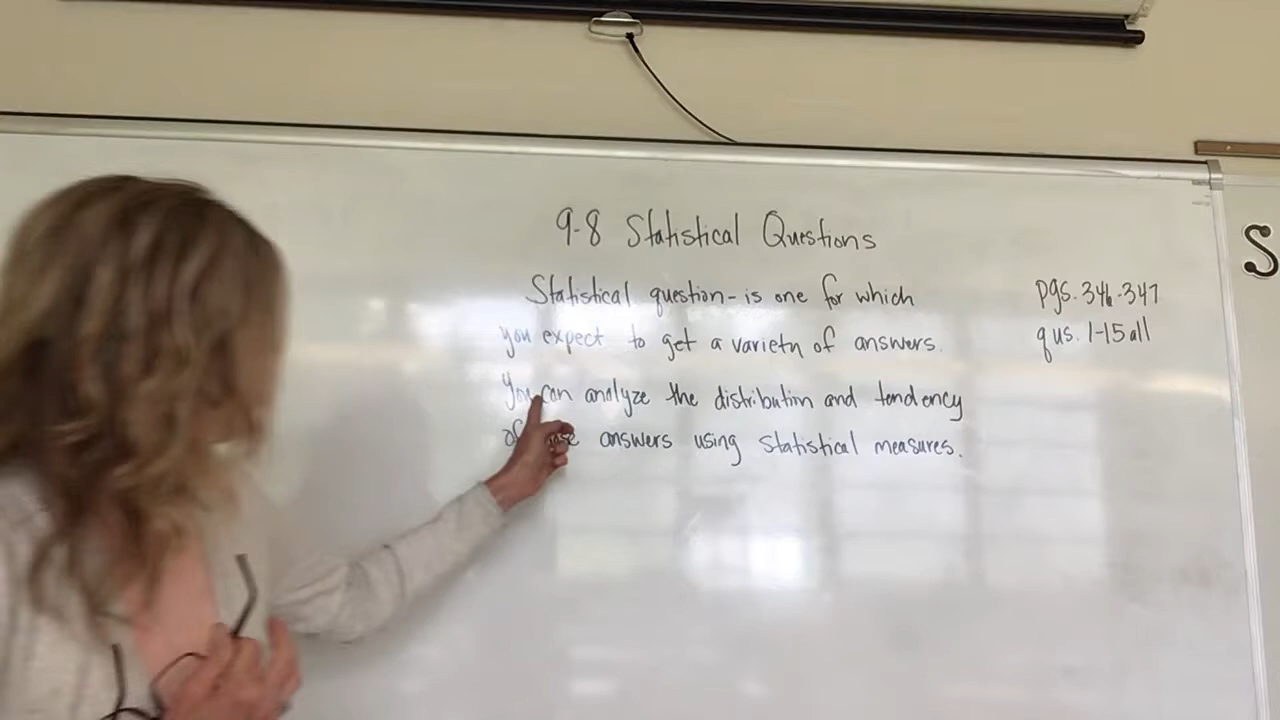 9-8 Statistical Questions
Statistical question - is one for which
you expect to get a variety of answers.
You can analyze the distribution and tendency
of answers using statistical measures.
pgs. 346-347
qus. 1-15 all
S